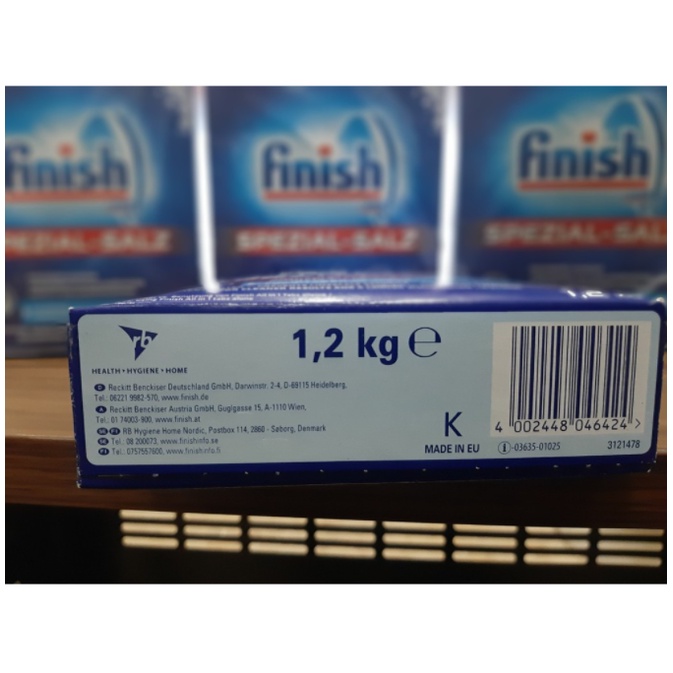 finish
SPEZIAL-SALZ
finish
SPEZIAL-SALZ
finish
SPEZIAL-SALZ
rb
HEALTH • HYGIENE • HOME
1,2 kg ℮
D Reckitt Benckiser Deutschland GmbH, Darwinstr. 2-4, D-69115 Heidelberg,
Tel.: 06221 9982-570, www.finish.de
A Reckitt Benckiser Austria GmbH, Guglgasse 15, A-1110 Wien,
Tel.: 01 74003-900, www.finish.at
RB Hygiene Home Nordic, Postbox 114, 2860 - Søborg, Denmark
Tel.: 08 200073, www.finishinfo.se
Tel.: 0757557600, www.finishinfo.fi
K
MADE IN EU
4 002448 046424 >
i -03635-01025
3121478